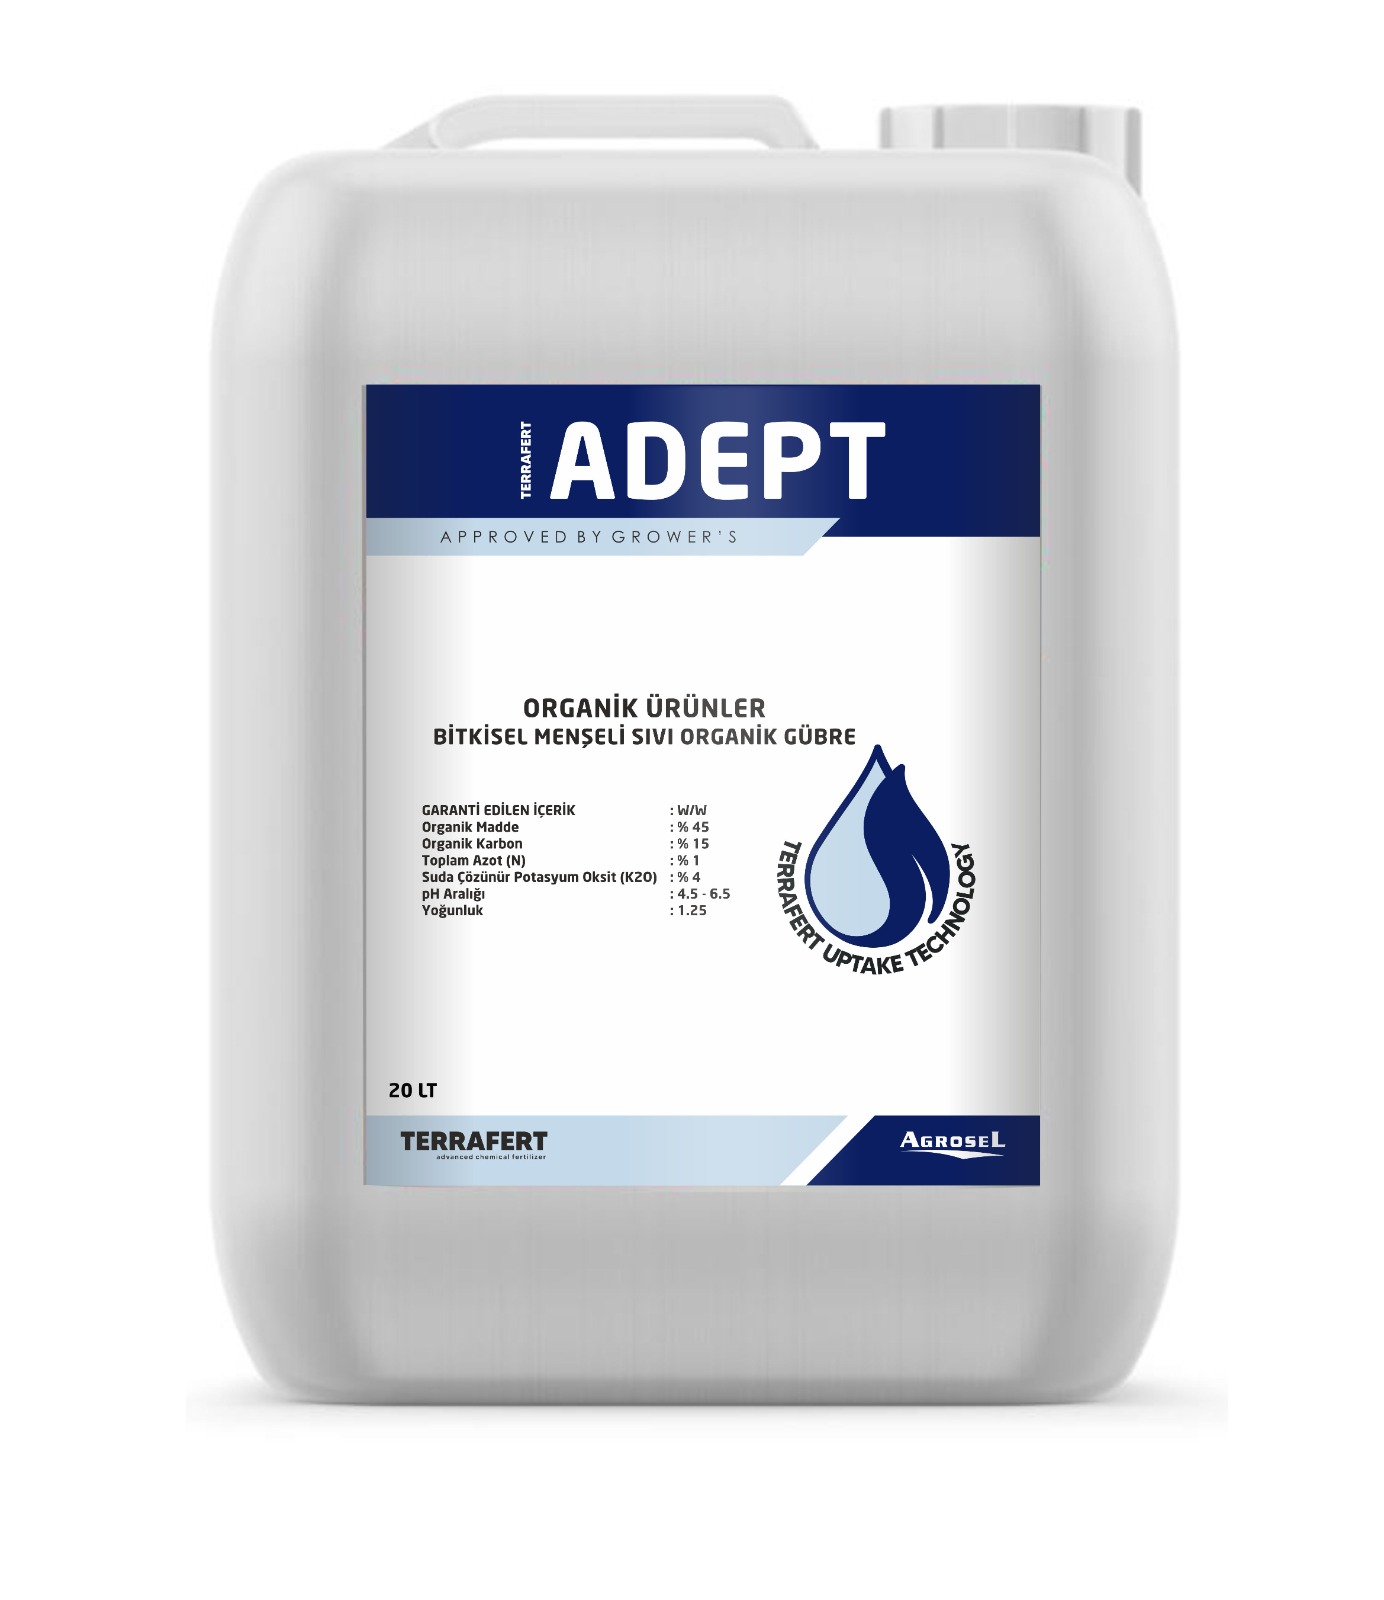 TERRAFERT
ADEPT
APPROVED BY GROWER'S
ORGANİK ÜRÜNLER
BİTKİSEL MENŞELİ SIVI ORGANİK GÜBRE
GARANTİ EDİLEN İÇERİK : W/W
Organik Madde : % 45
Organik Karbon : % 15
Toplam Azot (N) : % 1
Suda Çözünür Potasyum Oksit (K2O) : % 4
pH Aralığı : 4.5 - 6.5
Yoğunluk : 1.25
TERRAFERT UPTAKE TECHNOLOGY
20 LT
TERRAFERT
advanced chemical fertilizer
AGROSEL